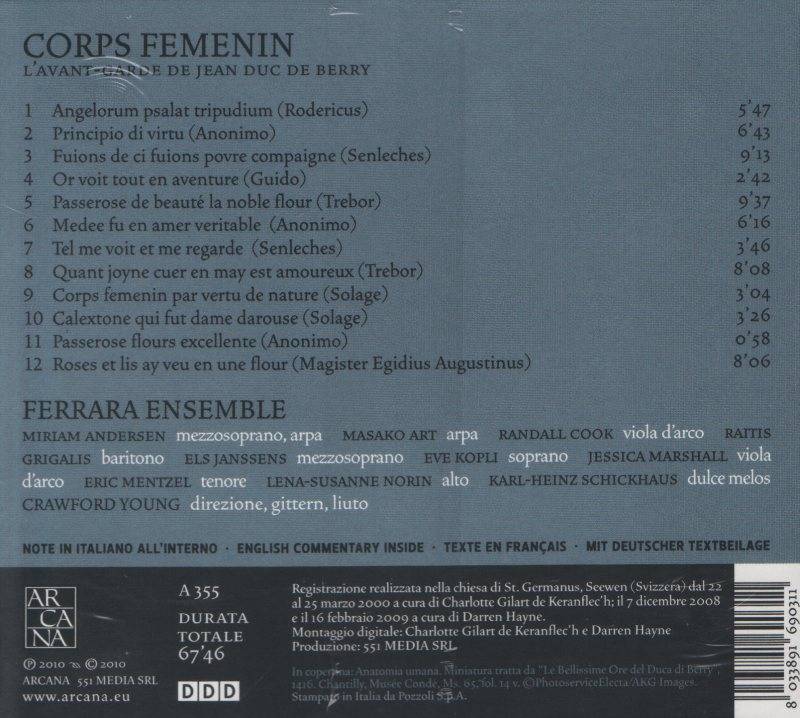 CORPS FEMENIN
L'AVANT-GARDE DE JEAN DUC DE BERRY
1 Angelorum psalat tripudium (Rodericus) 5'47
2 Principio di virtu (Anonimo) 6'43
3 Fuions de ci fuions povre compaigne (Senleches) 9'13
4 Or voit tout en aventure (Guido) 2'42
5 Passerose de beauté la noble flour (Trebor) 9'37
6 Medee fu en amer veritable (Anonimo) 6'16
7 Tel me voit et me regarde (Senleches) 3'46
8 Quant joyne cuer en may est amoureux (Trebor) 8'08
9 Corps femenin par vertu de nature (Solage) 3'04
10 Calextone qui fut dame darouse (Solage) 3'26
11 Passerose flours excellente (Anonimo) 0'58
12 Roses et lis ay veu en une flour (Magister Egidius Augustinus) 8'06
FERRARA ENSEMBLE
MIRIAM ANDERSEN mezzosoprano, arpa MASAKO ART arpa RANDALL COOK viola d'arco RAITIS
GRIGALIS baritono ELS JANSSENS mezzosoprano EVE KOPLI soprano JESSICA MARSHALL viola
d'arco ERIC MENTZEL tenore LENA-SUSANNE NORIN alto KARL-HEINZ SCHICKHAUS dulce melos
CRAWFORD YOUNG direzione, gittern, liuto
NOTE IN ITALIANO ALL'INTERNO · ENGLISH COMMENTARY INSIDE · TEXTE EN FRANÇAIS · MIT DEUTSCHER TEXTBEILAGE
AR
CA
NA
℗ 2010 © 2010
ARCANA 551 MEDIA SRL
www.arcana.eu
A 355
DURATA
TOTALE
67'46
DDD
Registrazione realizzata nella chiesa di St. Germanus, Seewen (Svizzera) dal 22
al 25 marzo 2000 a cura di Charlotte Gilart de Keranflec'h; il 7 dicembre 2008
e il 16 febbraio 2009 a cura di Darren Hayne.
Montaggio digitale: Charlotte Gilart de Keranflec'h e Darren Hayne
Produzione: 551 MEDIA SRL
In copertina: Anatomia umana. Miniatura tratta da "Le Bellissime Ore del Duca di Berry",
1416. Chantilly, Musée Condé, Ms. 65, fol. 14 v. ©PhotoserviceElecta/AKG Images.
Stampato in Italia da Pozzoli S.p.A.
8 033891 690311